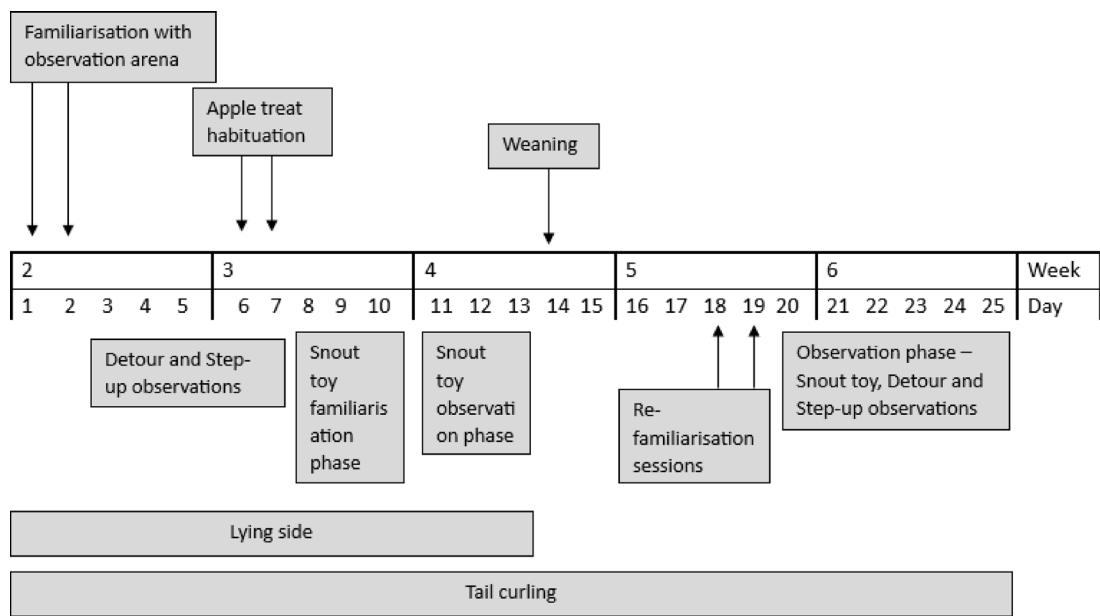 Familiarisation with
observation arena
Apple treat
habituation
Weaning
2 3 4 5 6 Week
1 2 3 4 5 6 7 8 9 10 11 12 13 14 15 16 17 18 19 20 21 22 23 24 25 Day
Detour and Step-
up observations
Snout
toy
familiaris
ation
phase
Snout
toy
observati
on phase
Re-
familiarisation
sessions
Observation phase –
Snout toy, Detour and
Step-up observations
Lying side
Tail curling